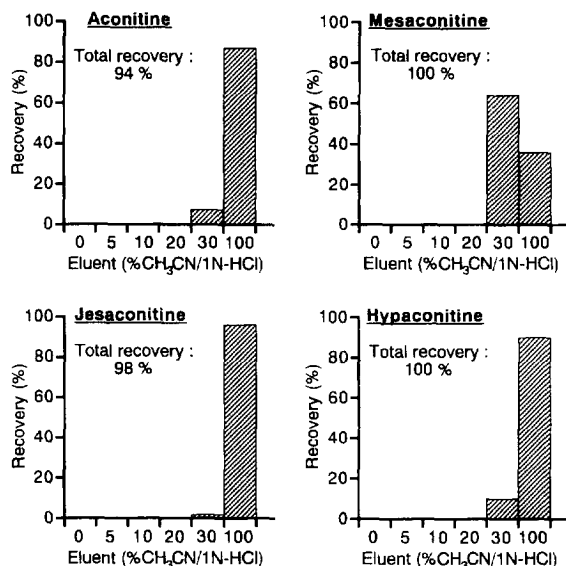 Aconitine
Total recovery :
94 %
Recovery (%)
100
80
60
40
20
0
0 5 10 20 30 100
Eluent (%CH3CN/1N-HCl)
Mesaconitine
Total recovery :
100 %
Recovery (%)
100
80
60
40
20
0
0 5 10 20 30 100
Eluent (%CH3CN/1N-HCl)
Jesaconitine
Total recovery :
98 %
Recovery (%)
100
80
60
40
20
0
0 5 10 20 30 100
Eluent (%CH3CN/1N-HCl)
Hypaconitine
Total recovery :
100 %
Recovery (%)
100
80
60
40
20
0
0 5 10 20 30 100
Eluent (%CH3CN/1N-HCl)